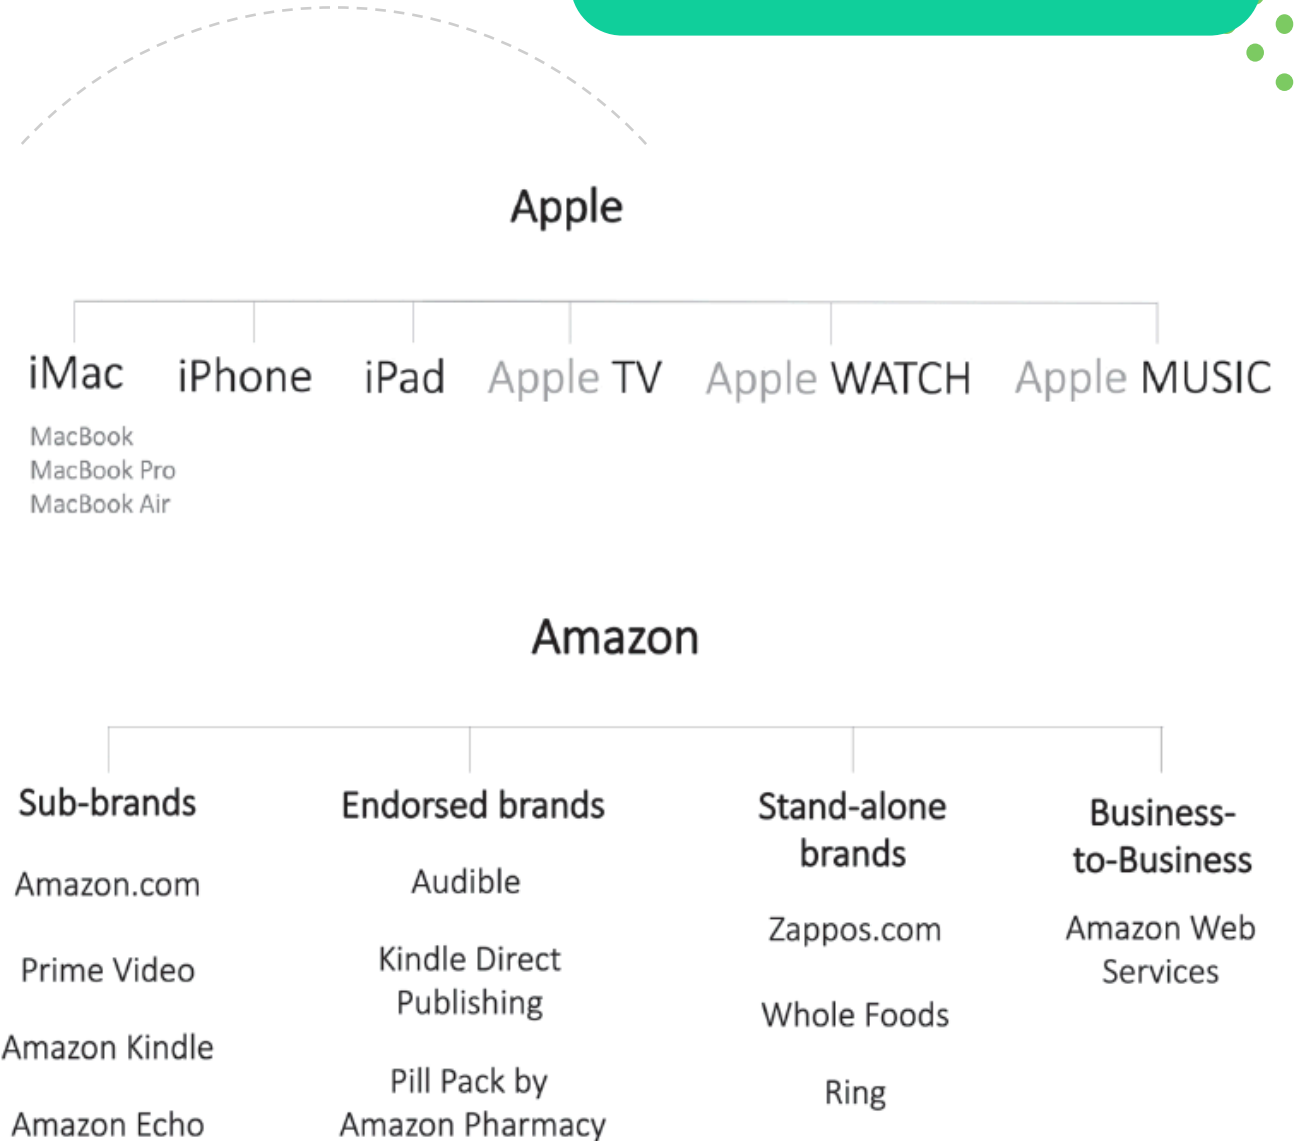 Apple
iMac iPhone iPad Apple TV Apple WATCH Apple MUSIC
MacBook
MacBook Pro
MacBook Air
Amazon
Sub-brands
Amazon.com
Prime Video
Amazon Kindle
Amazon Echo
Endorsed brands
Audible
Kindle Direct
Publishing
Pill Pack by
Amazon Pharmacy
Stand-alone
brands
Zappos.com
Whole Foods
Ring
Business-
to-Business
Amazon Web
Services